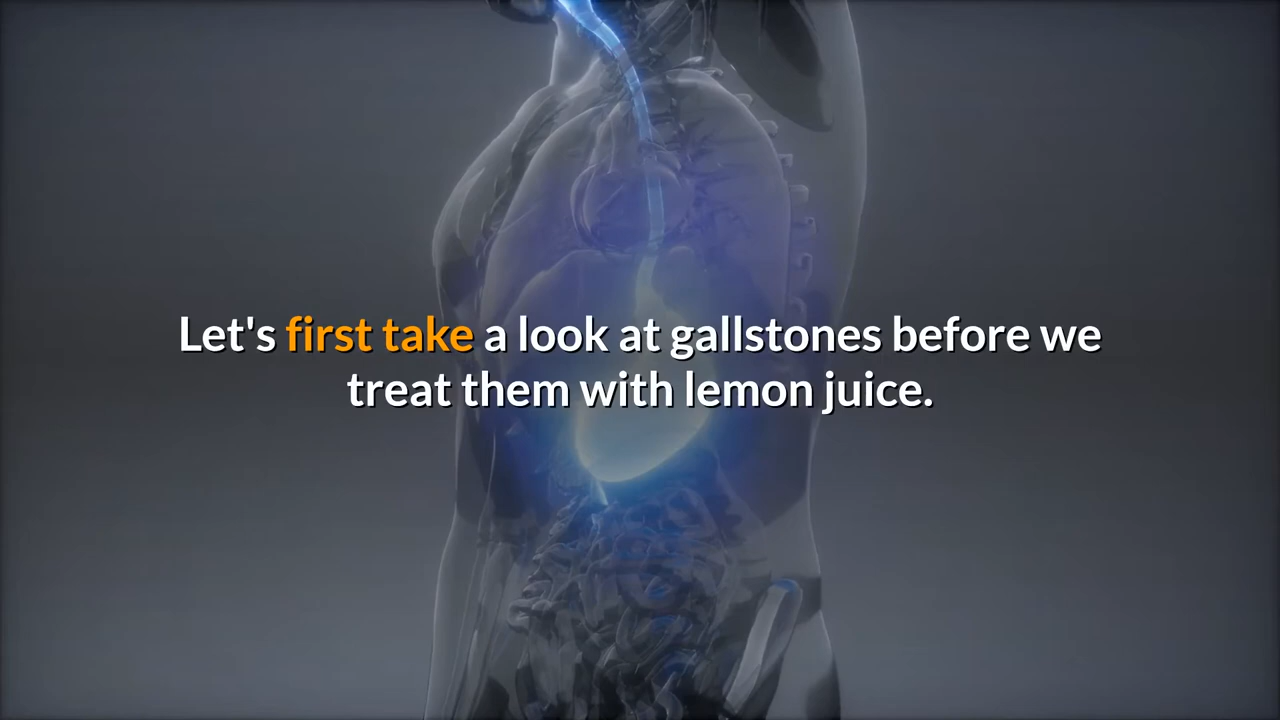 Let's first take a look at gallstones before we
treat them with lemon juice.